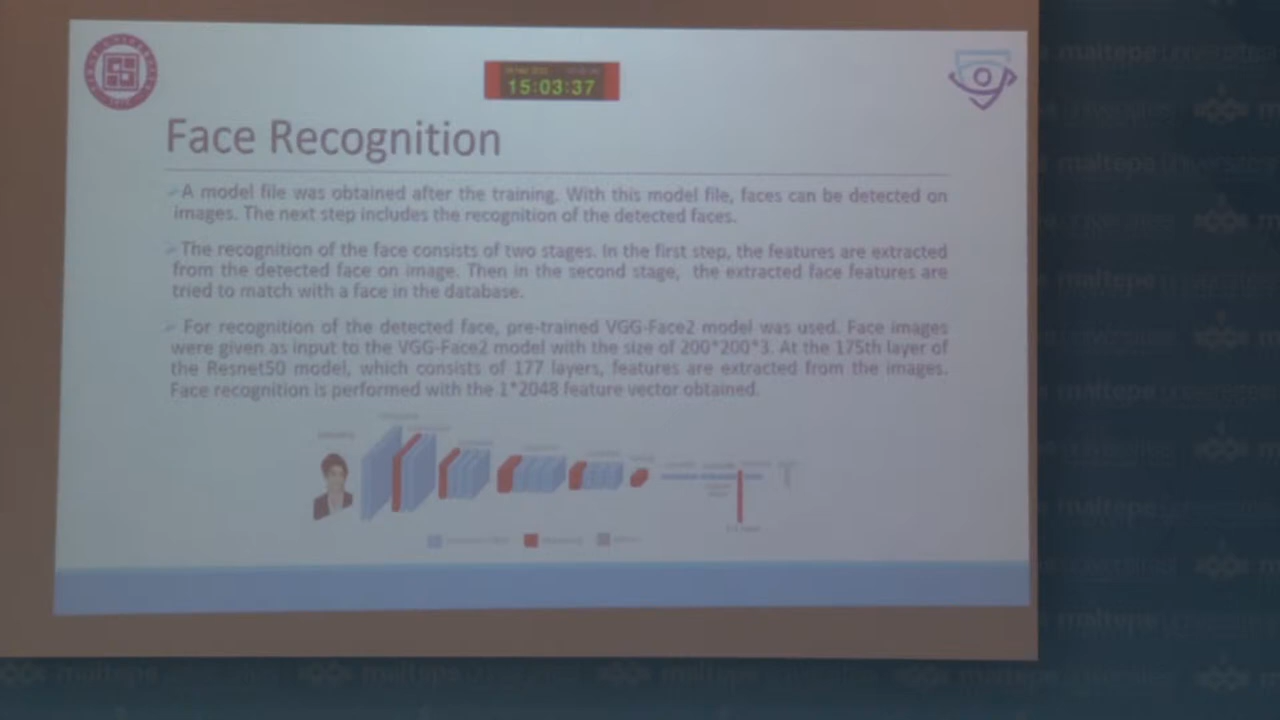 15:03:37
Face Recognition
A model file was obtained after the training. With this model file, faces can be detected on
images. The next step includes the recognition of the detected faces.
The recognition of the face consists of two stages. In the first step, the features are extracted
from the detected face on image. Then in the second stage, the extracted face features are
tried to match with a face in the database.
For recognition of the detected face, pre-trained VGG-Face2 model was used. Face images
were given as input to the VGG-Face2 model with the size of 200*200*3. At the 175th layer of
the Resnet50 model, which consists of 177 layers, features are extracted from the images.
Face recognition is performed with the 1*2048 feature vector obtained.
maltepe üniversitesi
maltepe
maltepe
maltepe
maltepe
maltepe
maltepe